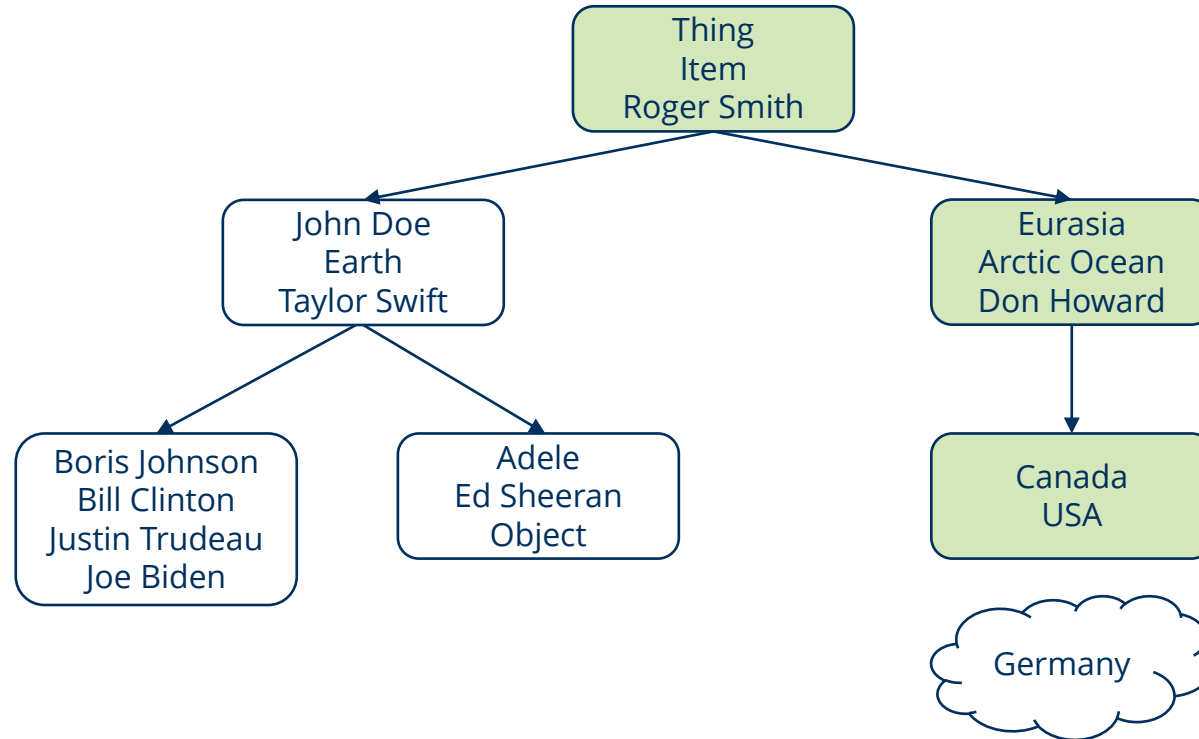 Thing
Item
Roger Smith
John Doe
Earth
Taylor Swift
Eurasia
Arctic Ocean
Don Howard
Boris Johnson
Bill Clinton
Justin Trudeau
Joe Biden
Adele
Ed Sheeran
Object
Canada
USA
Germany